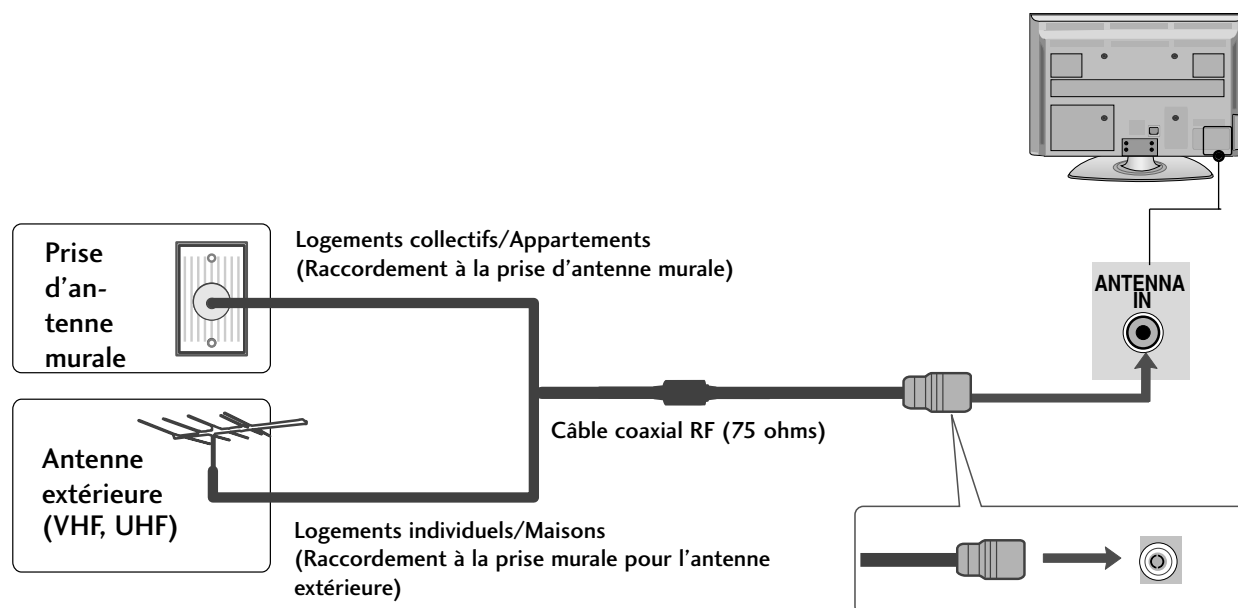 Prise
d'an-
tenne
murale
Logements collectifs/Appartements
(Raccordement à la prise d'antenne murale)
ANTENNA
IN
Câble coaxial RF (75 ohms)
Antenne
extérieure
(VHF, UHF)
Logements individuels/Maisons
(Raccordement à la prise murale pour l'antenne
extérieure)